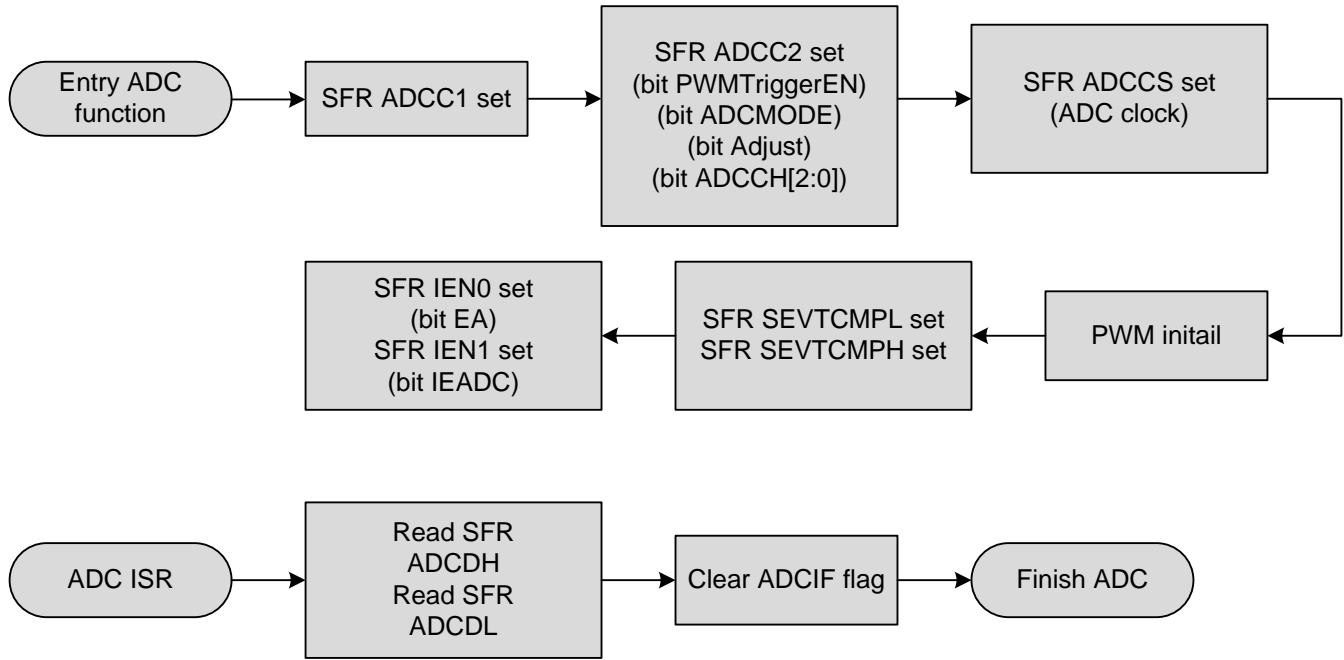 Entry ADC
function
SFR ADCC1 set
SFR ADCC2 set
(bit PWMTriggerEN)
(bit ADCMODE)
(bit Adjust)
(bit ADCCH[2:0])
SFR ADCCS set
(ADC clock)
PWM initail
SFR SEVTCMPL set
SFR SEVTCMPH set
SFR IEN0 set
(bit EA)
SFR IEN1 set
(bit IEADC)
ADC ISR
Read SFR
ADCDH
Read SFR
ADCDL
Clear ADCIF flag
Finish ADC